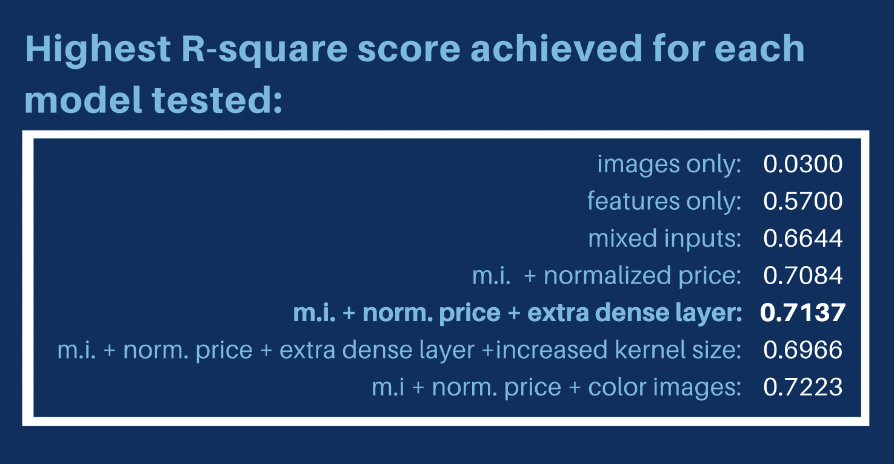 Highest R-square score achieved for each
model tested:
images only: 0.0300
features only: 0.5700
mixed inputs: 0.6644
m.i. + normalized price: 0.7084
m.i. + norm. price + extra dense layer: 0.7137
m.i. + norm. price + extra dense layer +increased kernel size: 0.6966
m.i + norm. price + color images: 0.7223